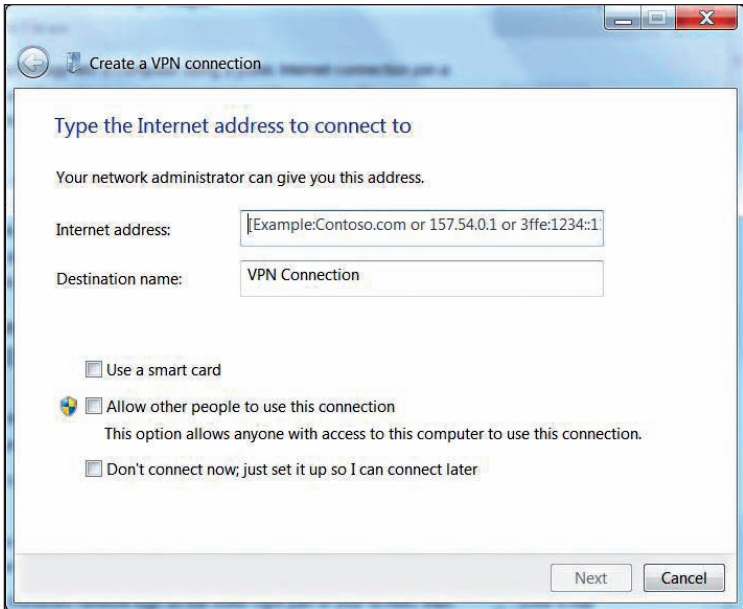 Create a VPN connection
Type the Internet address to connect to
Your network administrator can give you this address.
Internet address: [Example:Contoso.com or 157.54.0.1 or 3ffe:1234::1
Destination name: VPN Connection
Use a smart card
Allow other people to use this connection
This option allows anyone with access to this computer to use this connection.
Don't connect now; just set it up so I can connect later
Next Cancel